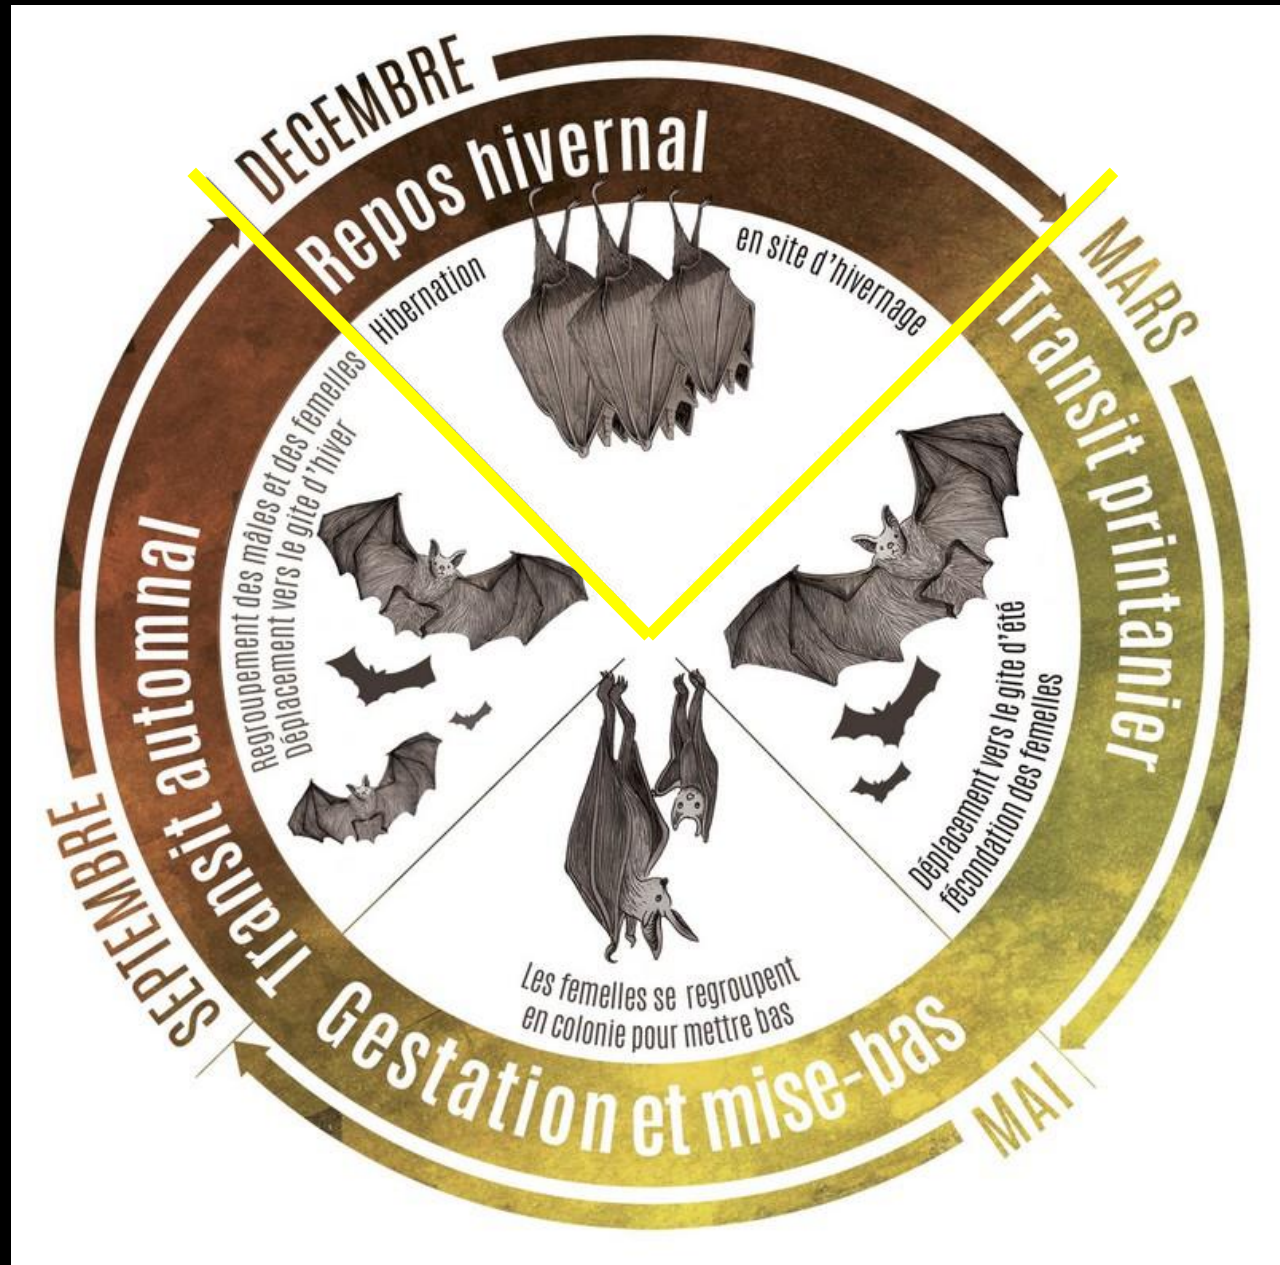 DECEMBRE
Repos hivernal
Hibernation
en site d'hivernage
MARS
Transit printanier
Déplacement vers le gite d'été
fécondation des femelles
MAI
Gestation et mise-bas
Les femelles se regroupent
en colonie pour mettre bas
SEPTEMBRE
Transit automnal
Regroupement des mâles et des femelles
Déplacement vers le gite d'hiver